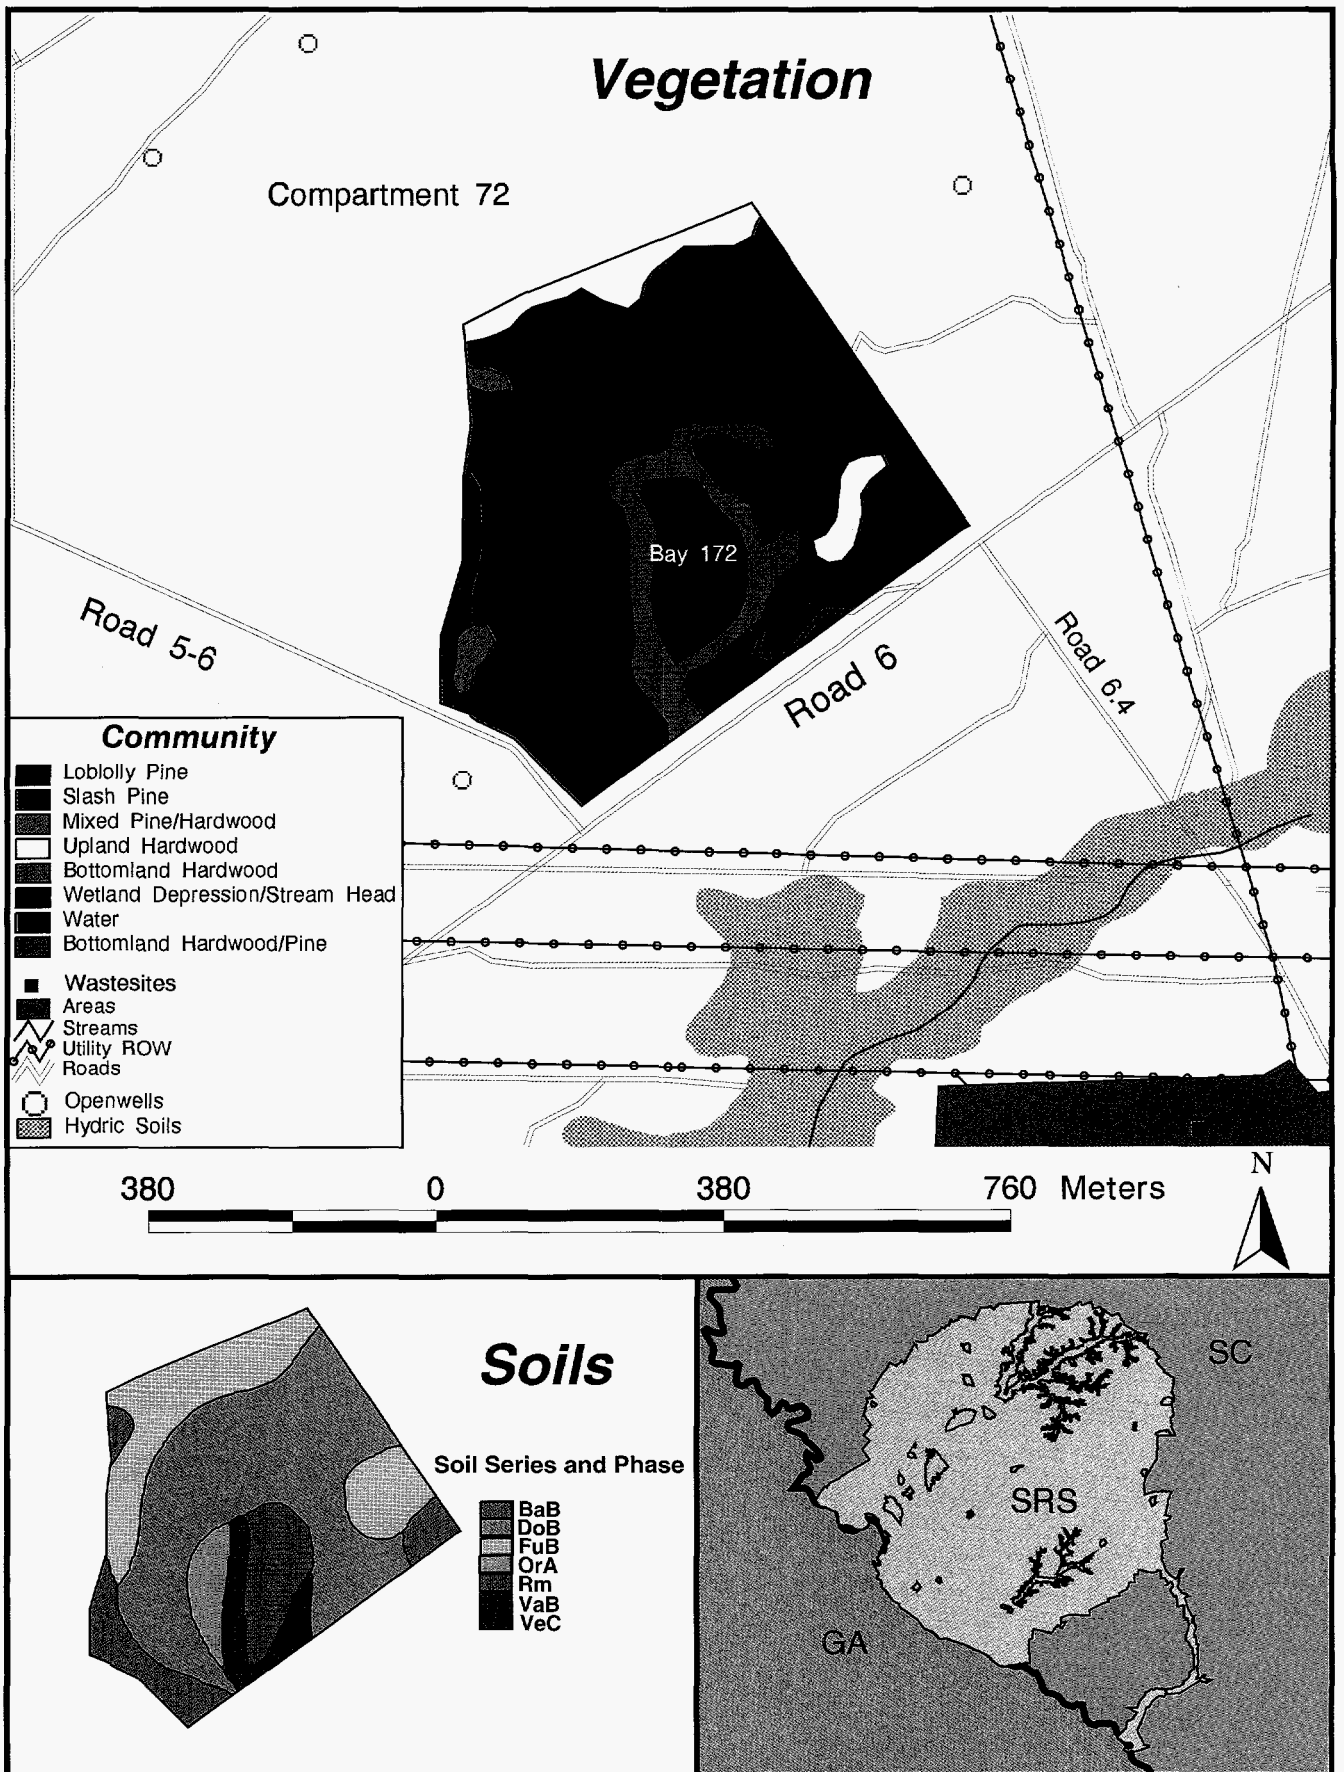 Vegetation
Compartment 72
Bay 172
Road 5-6
Road 6
Road 6.4
Community
Loblolly Pine
Slash Pine
Mixed Pine/Hardwood
Upland Hardwood
Bottomland Hardwood
Wetland Depression/Stream Head
Water
Bottomland Hardwood/Pine
Wastesites
Areas
Streams
Utility ROW
Roads
Openwells
Hydric Soils
380 0 380 760 Meters
N
Soils
Soil Series and Phase
BaB
DoB
FuB
OrA
Rm
VaB
VeC
SC
SRS
GA